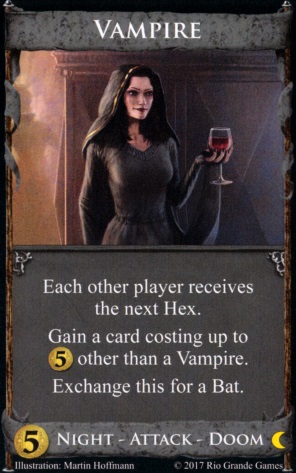 VAMPIRE
Each other player receives
the next Hex.
Gain a card costing up to
5 other than a Vampire.
Exchange this for a Bat.
5 NIGHT - ATTACK - DOOM
Illustration: Martin Hoffmann © 2017 Rio Grande Games